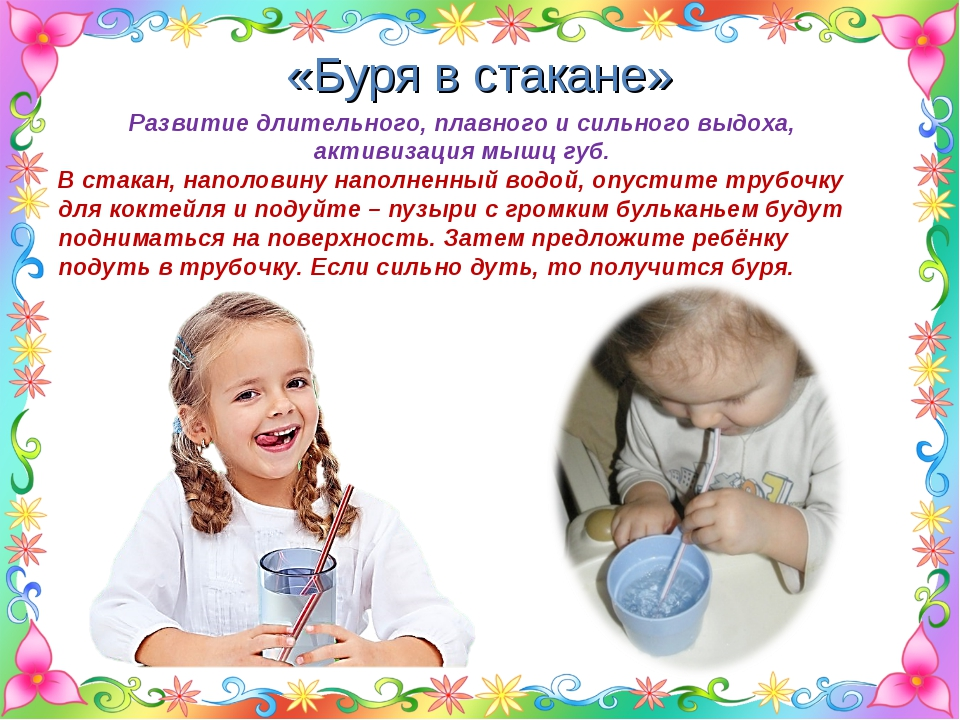 «Буря в стакане»
Развитие длительного, плавного и сильного выдоха,
активизация мышц губ.
В стакан, наполовину наполненный водой, опустите трубочку
для коктейля и подуйте – пузыри с громким бульканьем будут
подниматься на поверхность. Затем предложите ребёнку
подуть в трубочку. Если сильно дуть, то получится буря.